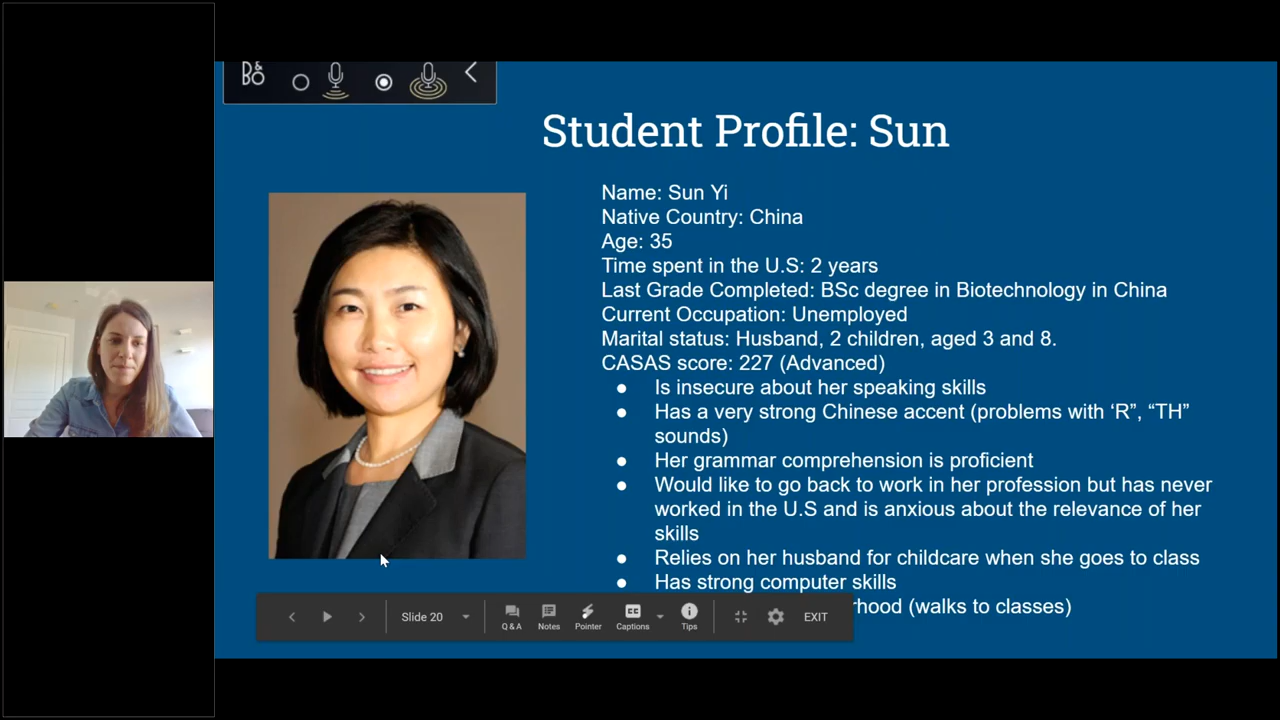 B&
BO
Student Profile: Sun
Name: Sun Yi
Native Country: China
Age: 35
Time spent in the U.S: 2 years
Last Grade Completed: BSc degree in Biotechnology in China
Current Occupation: Unemployed
Marital status: Husband, 2 children, aged 3 and 8.
CASAS score: 227 (Advanced)
● Is insecure about her speaking skills
● Has a very strong Chinese accent (problems with ‘R”, “TH”
sounds)
● Her grammar comprehension is proficient
● Would like to go back to work in her profession but has never
worked in the U.S and is anxious about the relevance of her
skills
● Relies on her husband for childcare when she goes to class
● Has strong computer skills
rhood (walks to classes)
Slide 20
Q & A
Notes
Pointer
CC
Captions
Tips
EXIT